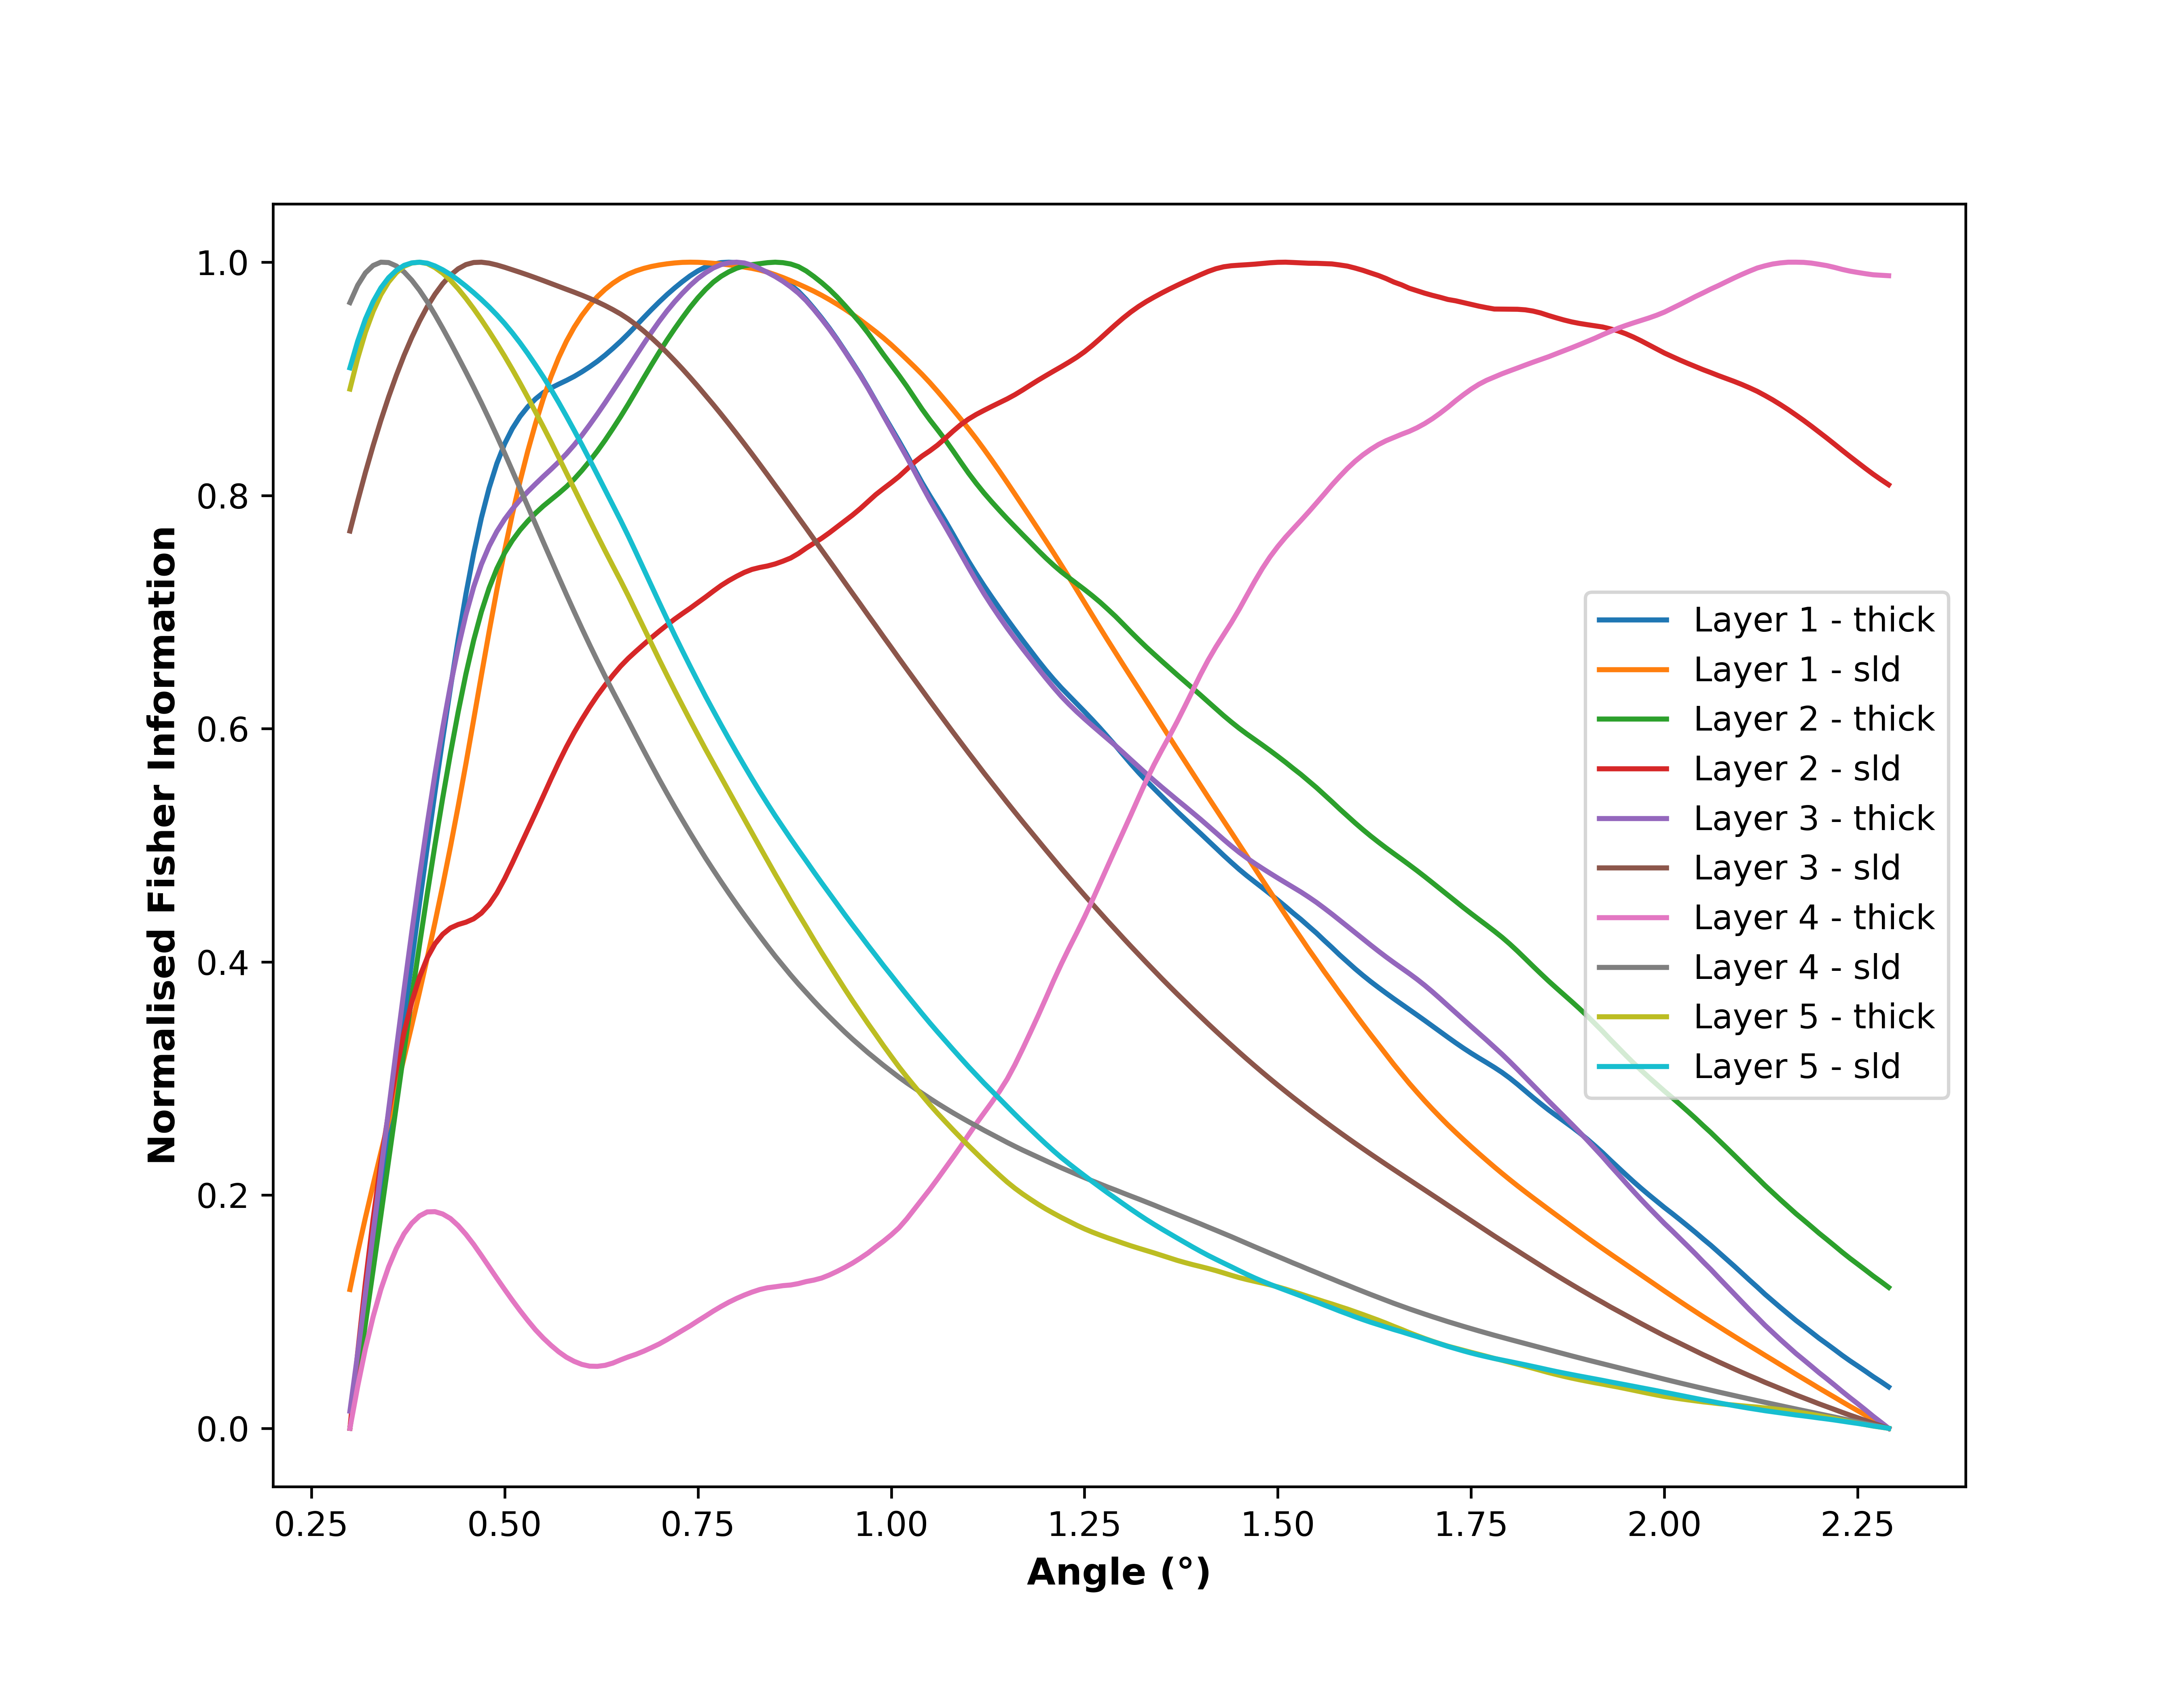 Normalised Fisher Information
1.0
0.8
0.6
0.4
0.2
0.0
Layer 1 - thick
Layer 1 - sld
Layer 2 - thick
Layer 2 - sld
Layer 3 - thick
Layer 3 - sld
Layer 4 - thick
Layer 4 - sld
Layer 5 - thick
Layer 5 - sld
0.25 0.50 0.75 1.00 1.25 1.50 1.75 2.00 2.25
Angle (°)